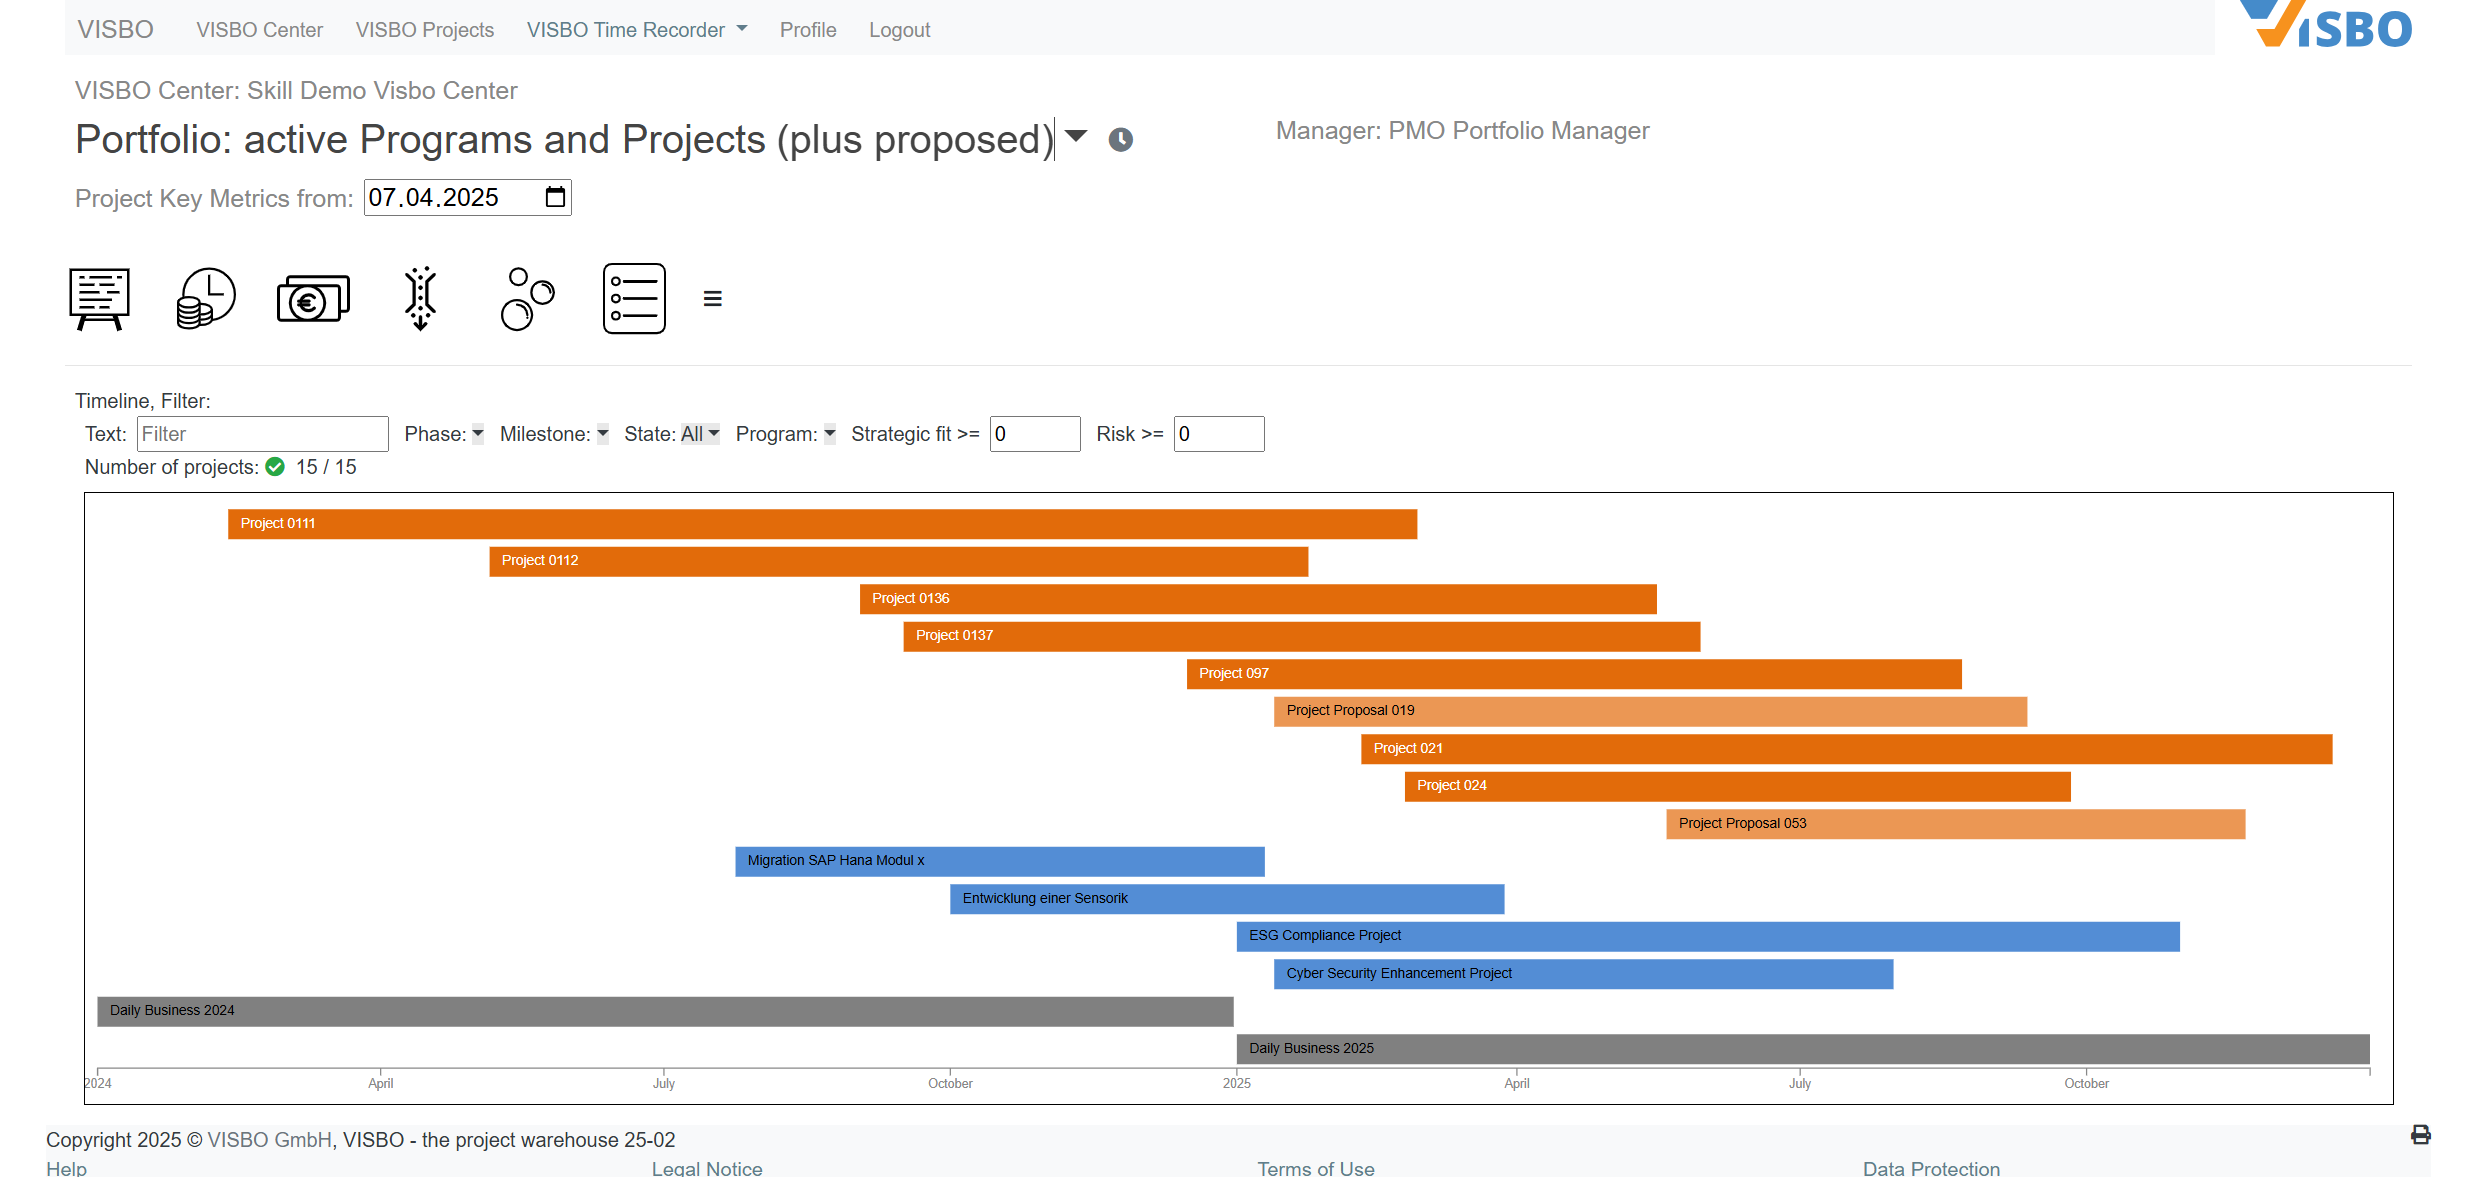 VISBO VISBO Center VISBO Projects VISBO Time Recorder Profile Logout
VISBO
VISBO Center: Skill Demo Visbo Center
Portfolio: active Programs and Projects (plus proposed)
Manager: PMO Portfolio Manager
Project Key Metrics from: 07.04.2025
Timeline, Filter:
Text: Filter Phase: Milestone: State: All Program: Strategic fit >= 0 Risk >= 0
Number of projects: 15 / 15
Project 0111
Project 0112
Project 0136
Project 0137
Project 097
Project Proposal 019
Project 021
Project 024
Project Proposal 053
Migration SAP Hana Modul x
Entwicklung einer Sensorik
ESG Compliance Project
Cyber Security Enhancement Project
Daily Business 2024
Daily Business 2025
2024 April July October 2025 April July October
Copyright 2025 © VISBO GmbH, VISBO - the project warehouse 25-02
Help Legal Notice Terms of Use Data Protection